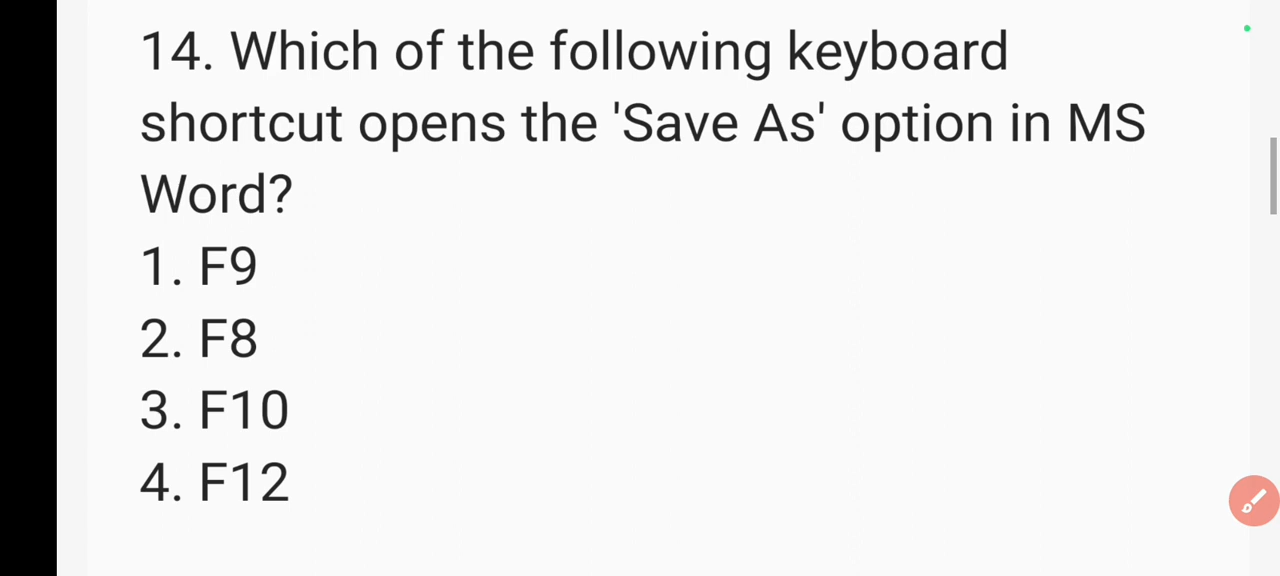 14. Which of the following keyboard
shortcut opens the 'Save As' option in MS
Word?
1. F9
2. F8
3. F10
4. F12